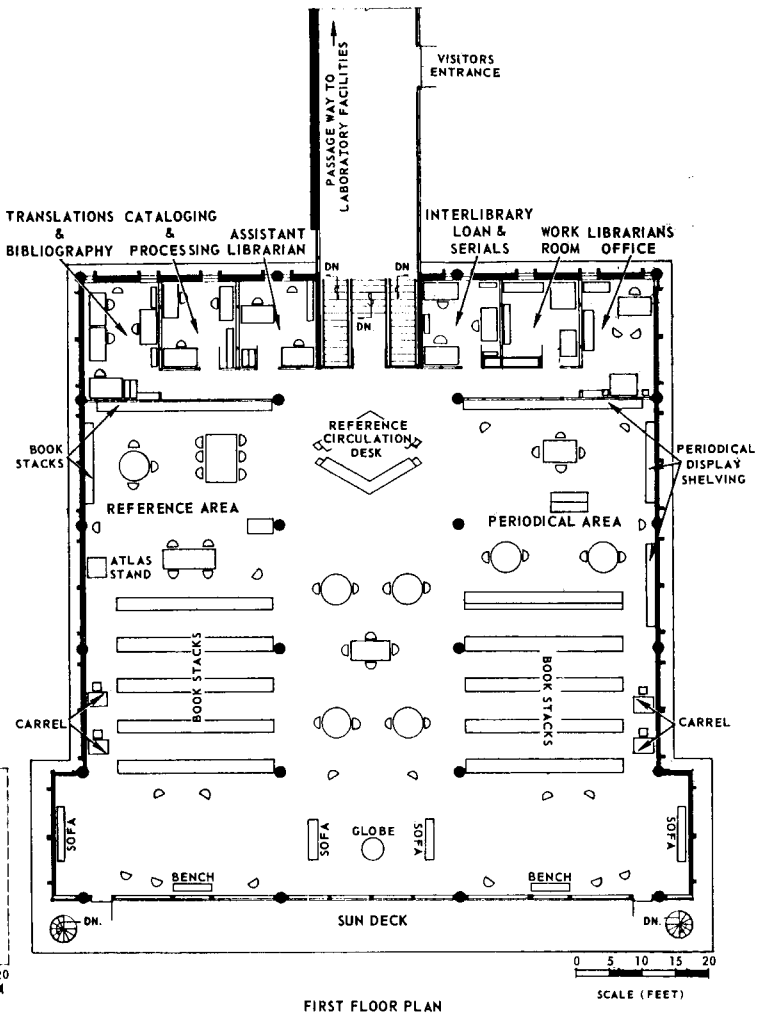 PASSAGE WAY TO
LABORATORY FACILITIES
VISITORS
ENTRANCE
TRANSLATIONS
&
BIBLIOGRAPHY
CATALOGING
&
PROCESSING
ASSISTANT
LIBRARIAN
INTERLIBRARY
LOAN &
SERIALS
WORK
ROOM
LIBRARIANS
OFFICE
DN
DN
DN.
BOOK
STACKS
REFERENCE
CIRCULATION
DESK
PERIODICAL
DISPLAY
SHELVING
REFERENCE AREA
PERIODICAL AREA
ATLAS
STAND
BOOK STACKS
BOOK STACKS
CARREL
CARREL
SOFA
SOFA
GLOBE
SOFA
SOFA
BENCH
BENCH
DN.
SUN DECK
DN.
0 5 10 15 20
SCALE (FEET)
20
FIRST FLOOR PLAN